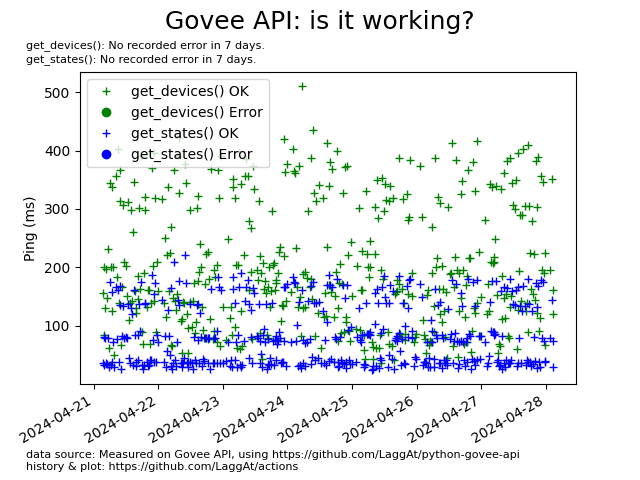 Govee API: is it working?
get_devices(): No recorded error in 7 days.
get_states(): No recorded error in 7 days.
get_devices() OK
get_devices() Error
get_states() OK
get_states() Error
Ping (ms)
500
400
300
200
100
2024-04-21
2024-04-22
2024-04-23
2024-04-24
2024-04-25
2024-04-26
2024-04-27
2024-04-28
data source: Measured on Govee API, using https://github.com/LaggAt/python-govee-api
history & plot: https://github.com/LaggAt/actions